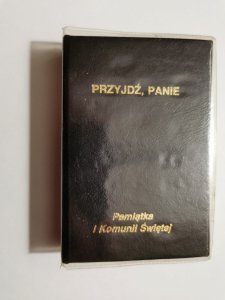 PRZYJDŹ, PANIE
Pamiątka
I Komunii Świętej